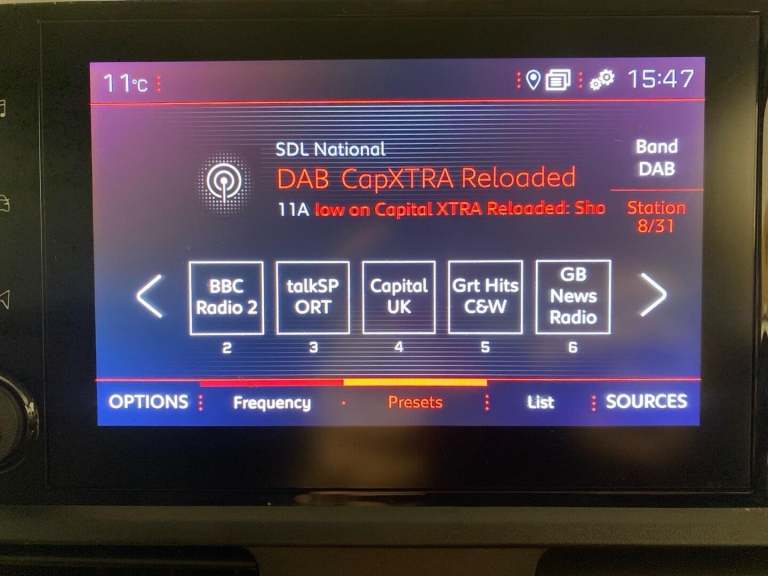 11°C 15:47
SDL National
DAB CapXTRA Reloaded
11A low on Capital XTRA Reloaded: Sho
Band
DAB
Station
8/31
BBC
Radio 2
2
talkSP
ORT
3
Capital
UK
4
Grt Hits
C&W
5
GB
News
Radio
6
OPTIONS Frequency Presets List SOURCES